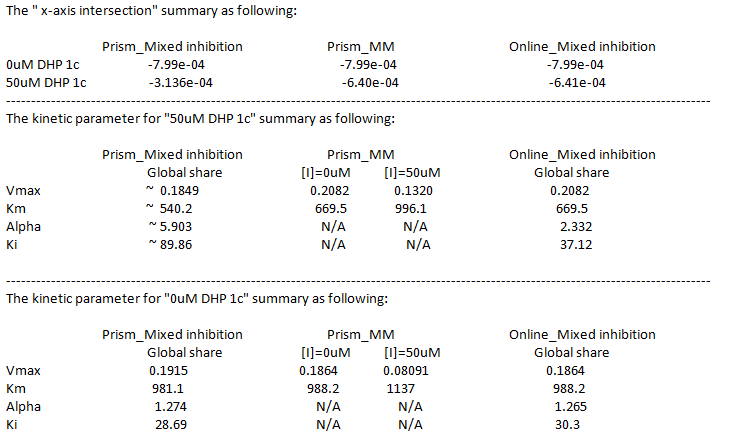 The " x-axis intersection" summary as following:
Prism_Mixed inhibition Prism_MM Online_Mixed inhibition
0uM DHP 1c -7.99e-04 -7.99e-04 -7.99e-04
50uM DHP 1c -3.136e-04 -6.40e-04 -6.41e-04
The kinetic parameter for "50uM DHP 1c" summary as following:
Prism_Mixed inhibition Prism_MM Online_Mixed inhibition
Global share [I]=0uM [I]=50uM Global share
Vmax ~ 0.1849 0.2082 0.1320 0.2082
Km ~ 540.2 669.5 996.1 669.5
Alpha ~ 5.903 N/A N/A 2.332
Ki ~ 89.86 N/A N/A 37.12
The kinetic parameter for "0uM DHP 1c" summary as following:
Prism_Mixed inhibition Prism_MM Online_Mixed inhibition
Global share [I]=0uM [I]=50uM Global share
Vmax 0.1915 0.1864 0.08091 0.1864
Km 981.1 988.2 1137 988.2
Alpha 1.274 N/A N/A 1.265
Ki 28.69 N/A N/A 30.3